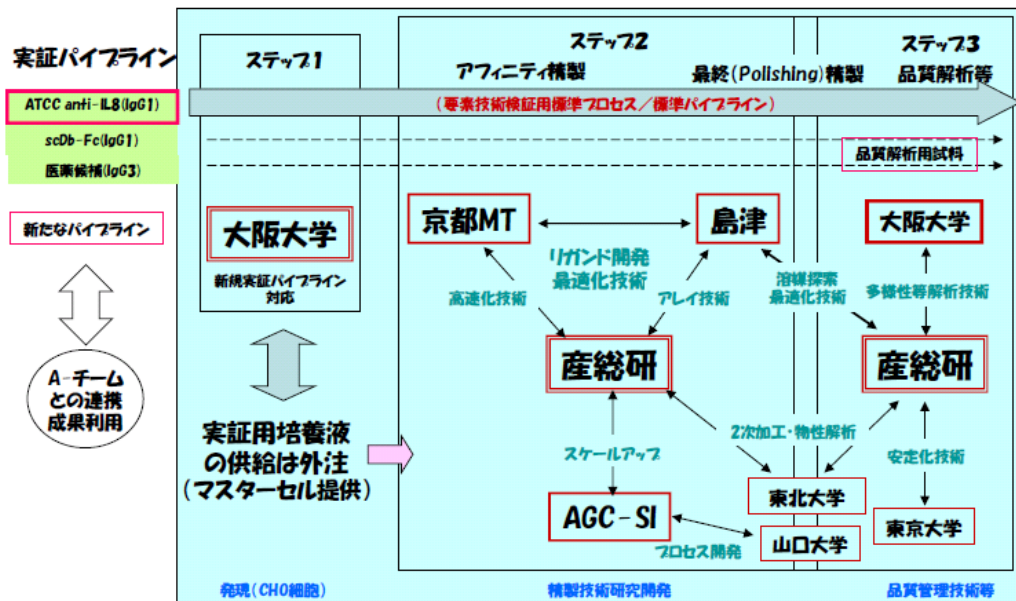 実証パイプライン
ATCC anti-IL8(IgG1)
scDb-Fc(IgG1)
医薬候補(IgG3)
新たなパイプライン
A-チーム
との連携
成果利用
ステップ1
ステップ2
アフィニティ精製
最終(Polishing)精製
ステップ3
品質解析等
(要素技術検証用標準プロセス/標準パイプライン)
品質解析用試料
大阪大学
新規実証パイプライン
対応
実証用培養液
の供給は外注
(マスターセル提供)
京都MT
島津
リガンド開発
最適化技術
高速化技術
アレイ技術
溶媒探索
最適化技術
産総研
スケールアップ
2次加工・物性解析
AGC-SI
プロセス開発
東北大学
山口大学
大阪大学
多様性等解析技術
産総研
安定化技術
東京大学
発現(CHO細胞)
精製技術研究開発
品質管理技術等